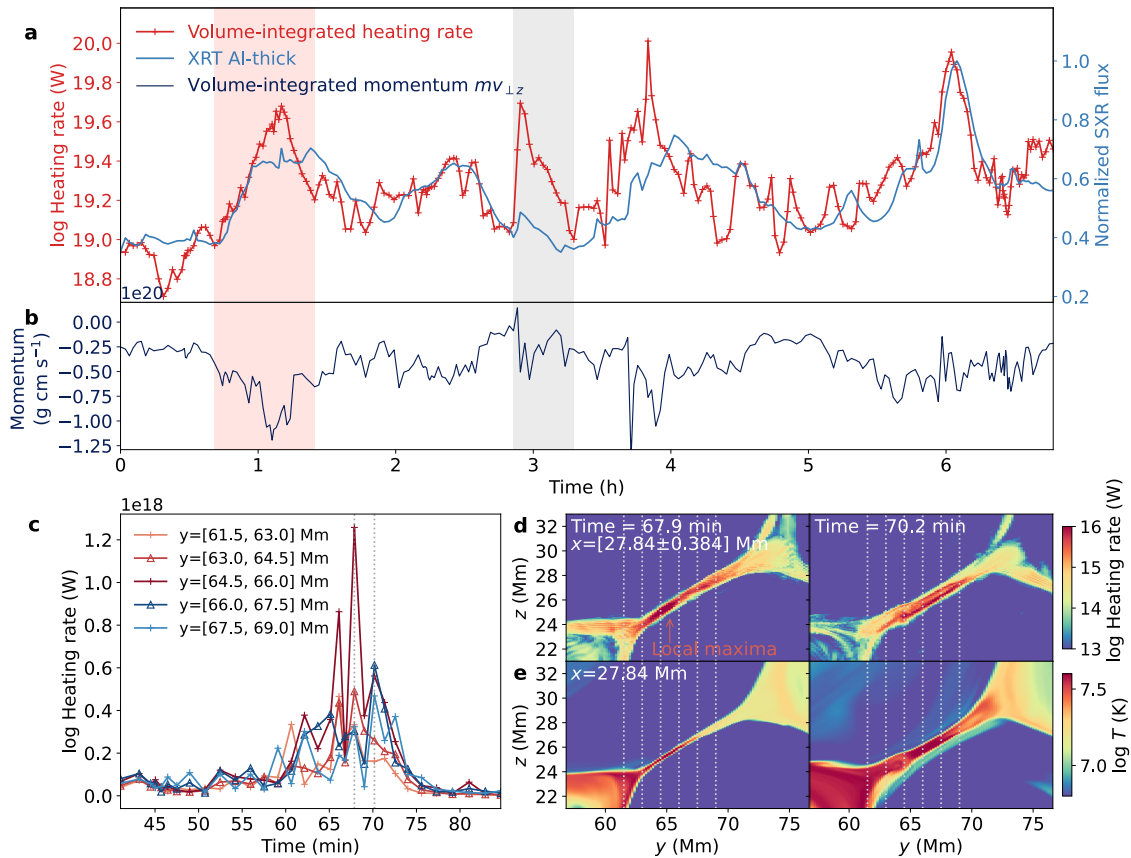 a
Volume-integrated heating rate
XRT Al-thick
Volume-integrated momentum mv⊥z
log Heating rate (W)
20.0
19.8
19.6
19.4
19.2
19.0
18.8
Normalized SXR flux
1.0
0.8
0.6
0.4
0.2
1e20
b
Momentum
(g cm s⁻¹)
0.00
−0.25
−0.50
−0.75
−1.00
−1.25
0 1 2 3 4 5 6
Time (h)
c
1e18
y=[61.5, 63.0] Mm
y=[63.0, 64.5] Mm
y=[64.5, 66.0] Mm
y=[66.0, 67.5] Mm
y=[67.5, 69.0] Mm
log Heating rate (W)
1.2
1.0
0.8
0.6
0.4
0.2
0.0
45 50 55 60 65 70 75 80
Time (min)
d
Time = 67.9 min
x=[27.84±0.384] Mm
Time = 70.2 min
Local maxima
z (Mm)
32
30
28
26
24
22
log Heating rate (W)
16
15
14
13
e
x=27.84 Mm
z (Mm)
32
30
28
26
24
22
60 65 70 75
60 65 70 75
y (Mm)
y (Mm)
log T (K)
7.5
7.0